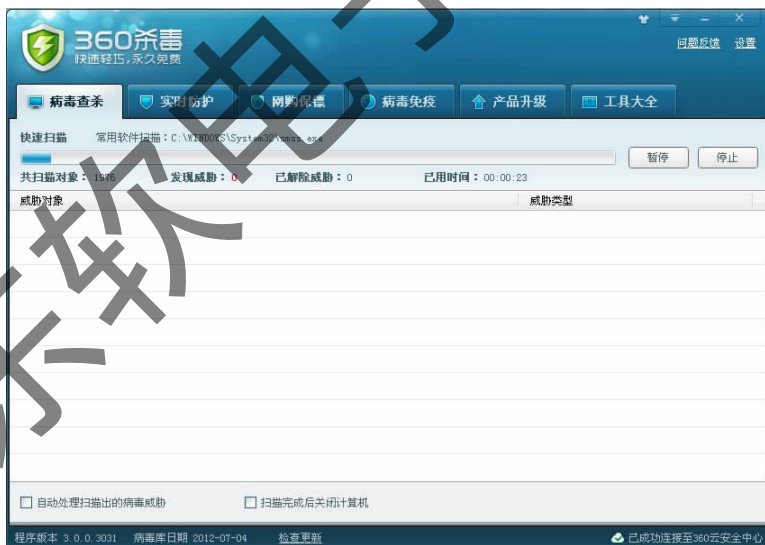 360杀毒
快速轻巧,永久免费
问题反馈 设置
病毒查杀 实时防护 网购保镖 病毒免疫 产品升级 工具大全
快速扫描 常用软件扫描:C:\WINDOWS\System32\smss.exe
暂停 停止
共扫描对象:1976 发现威胁:0 已解除威胁:0 已用时间:00:00:23
威胁对象 威胁类型
自动处理扫描出的病毒威胁 扫描完成后关闭计算机
程序版本 3.0.0.3031 病毒库日期 2012-07-04 检查更新 已成功连接至360云安全中心